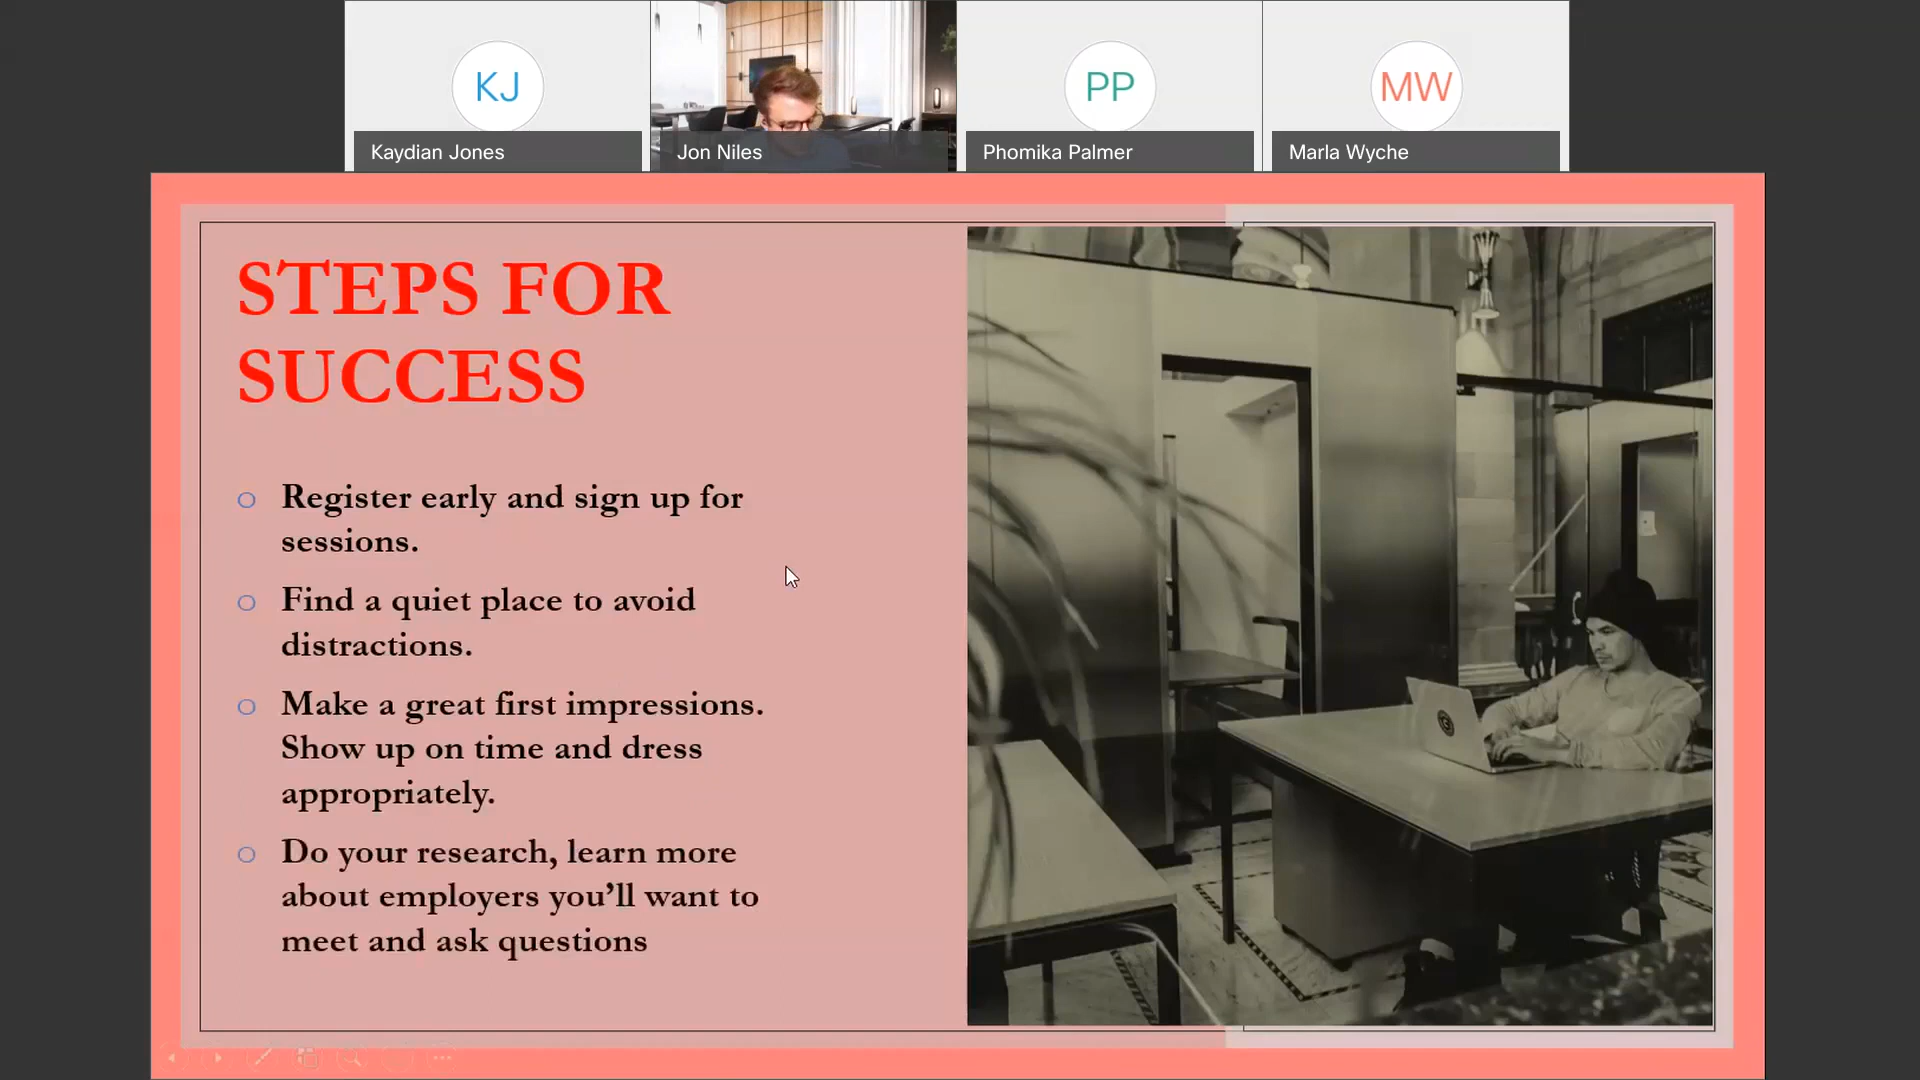 KJ
Kaydian Jones
Jon Niles
PP
Phomika Palmer
MW
Marla Wyche
STEPS FOR
SUCCESS
Register early and sign up for
sessions.
Find a quiet place to avoid
distractions.
Make a great first impressions.
Show up on time and dress
appropriately.
Do your research, learn more
about employers you’ll want to
meet and ask questions